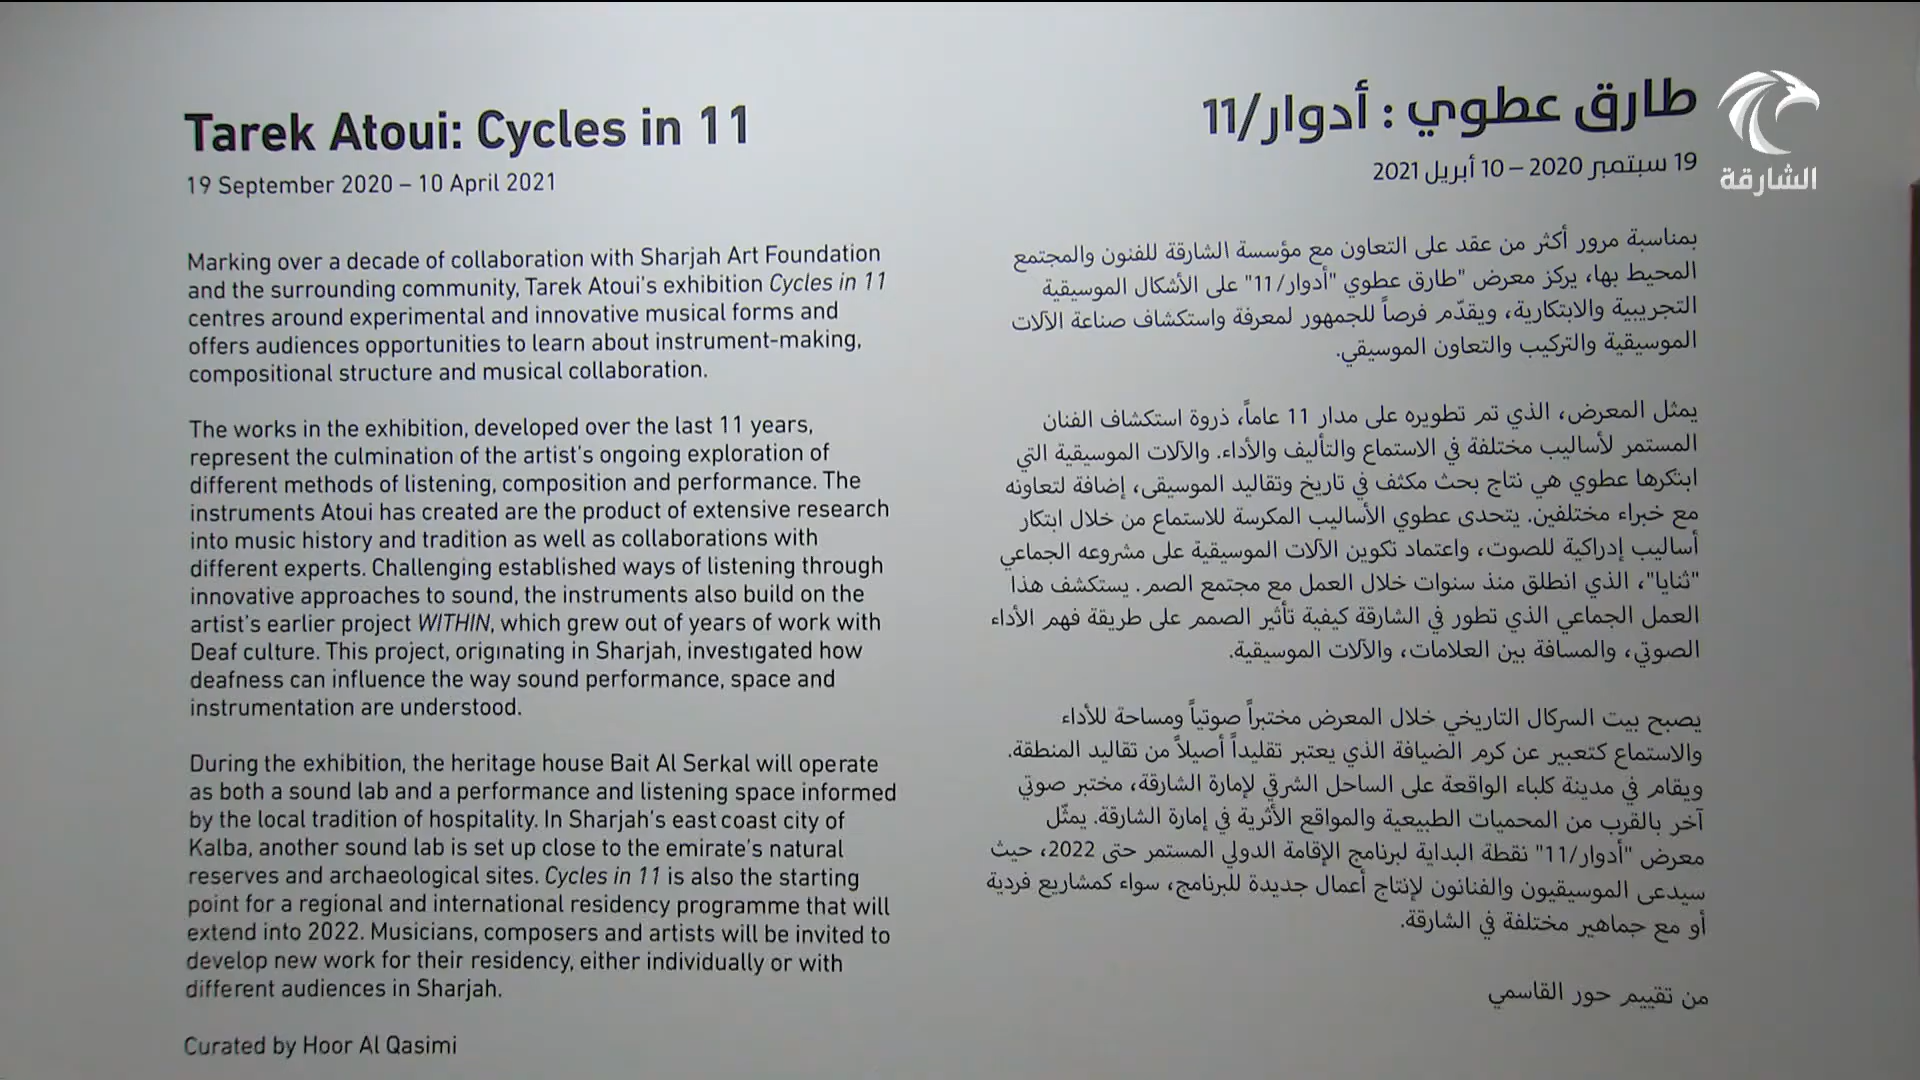 Tarek Atoui: Cycles in 11
19 September 2020 – 10 April 2021
Marking over a decade of collaboration with Sharjah Art Foundation
and the surrounding community, Tarek Atoui's exhibition Cycles in 11
centres around experimental and innovative musical forms and
offers audiences opportunities to learn about instrument-making,
compositional structure and musical collaboration.
The works in the exhibition, developed over the last 11 years,
represent the culmination of the artist's ongoing exploration of
different methods of listening, composition and performance. The
instruments Atoui has created are the product of extensive research
into music history and tradition as well as collaborations with
different experts. Challenging established ways of listening through
innovative approaches to sound, the instruments also build on the
artist's earlier project WITHIN, which grew out of years of work with
Deaf culture. This project, originating in Sharjah, investigated how
deafness can influence the way sound performance, space and
instrumentation are understood.
During the exhibition, the heritage house Bait Al Serkal will operate
as both a sound lab and a performance and listening space informed
by the local tradition of hospitality. In Sharjah's east coast city of
Kalba, another sound lab is set up close to the emirate's natural
reserves and archaeological sites. Cycles in 11 is also the starting
point for a regional and international residency programme that will
extend into 2022. Musicians, composers and artists will be invited to
develop new work for their residency, either individually or with
different audiences in Sharjah.
Curated by Hoor Al Qasimi
طارق عطوي : أدوار/11
19 سبتمبر 2020 – 10 أبريل 2021
بمناسبة مرور أكثر من عقد على التعاون مع مؤسسة الشارقة للفنون والمجتمع
المحيط بها، يركز معرض "طارق عطوي "أدوار/11" على الأشكال الموسيقية
التجريبية والابتكارية، ويقدّم فرصاً للجمهور لمعرفة واستكشاف صناعة الآلات
الموسيقية والتركيب والتعاون الموسيقي.
يمثل المعرض، الذي تم تطويره على مدار 11 عاماً، ذروة استكشاف الفنان
المستمر لأساليب مختلفة في الاستماع والتأليف والأداء. والآلات الموسيقية التي
ابتكرها عطوي هي نتاج بحث مكثف في تاريخ وتقاليد الموسيقى، إضافة لتعاونه
مع خبراء مختلفين. يتحدى عطوي الأساليب المكرسة للاستماع من خلال ابتكار
أساليب إدراكية للصوت، واعتماد تكوين الآلات الموسيقية على مشروعه الجماعي
"ثنايا"، الذي انطلق منذ سنوات خلال العمل مع مجتمع الصم. يستكشف هذا
العمل الجماعي الذي تطور في الشارقة كيفية تأثير الصمم على طريقة فهم الأداء
الصوتي، والمسافة بين العلامات، والآلات الموسيقية.
يصبح بيت السركال التاريخي خلال المعرض مختبراً صوتياً ومساحة للأداء
والاستماع كتعبير عن كرم الضيافة الذي يعتبر تقليداً أصيلاً من تقاليد المنطقة.
ويقام في مدينة كلباء الواقعة على الساحل الشرقي لإمارة الشارقة، مختبر صوتي
آخر بالقرب من المحميات الطبيعية والمواقع الأثرية في إمارة الشارقة. يمثّل
معرض "أدوار/11" نقطة البداية لبرنامج الإقامة الدولي المستمر حتى 2022، حيث
سيدعى الموسيقيون والفنانون لإنتاج أعمال جديدة للبرنامج، سواء كمشاريع فردية
أو مع جماهير مختلفة في الشارقة.
من تقييم حور القاسمي
الشارقة